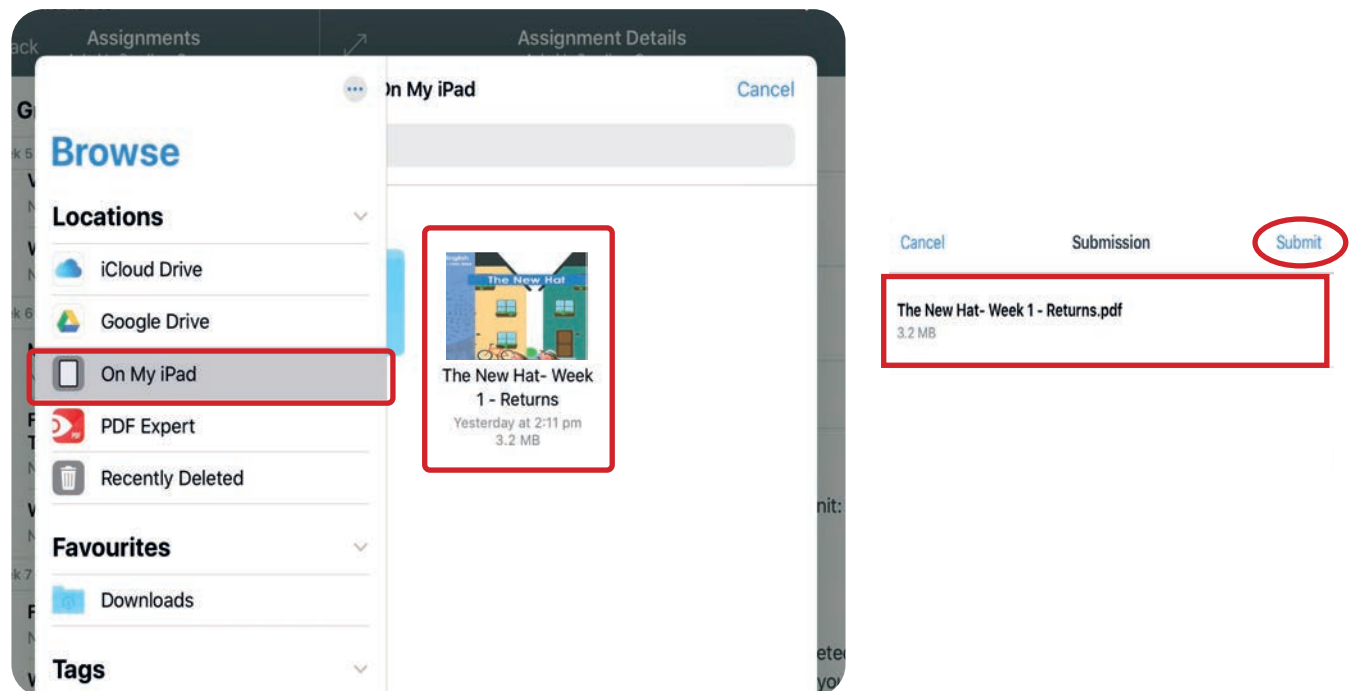 Assignments
Assignment Details
ack
On My iPad
Cancel
Browse
Locations
iCloud Drive
Google Drive
On My iPad
PDF Expert
Recently Deleted
Favourites
Downloads
Tags
The New Hat
The New Hat- Week
1 - Returns
Yesterday at 2:11 pm
3.2 MB
nit:
Cancel
Submission
Submit
The New Hat- Week 1 - Returns.pdf
3.2 MB